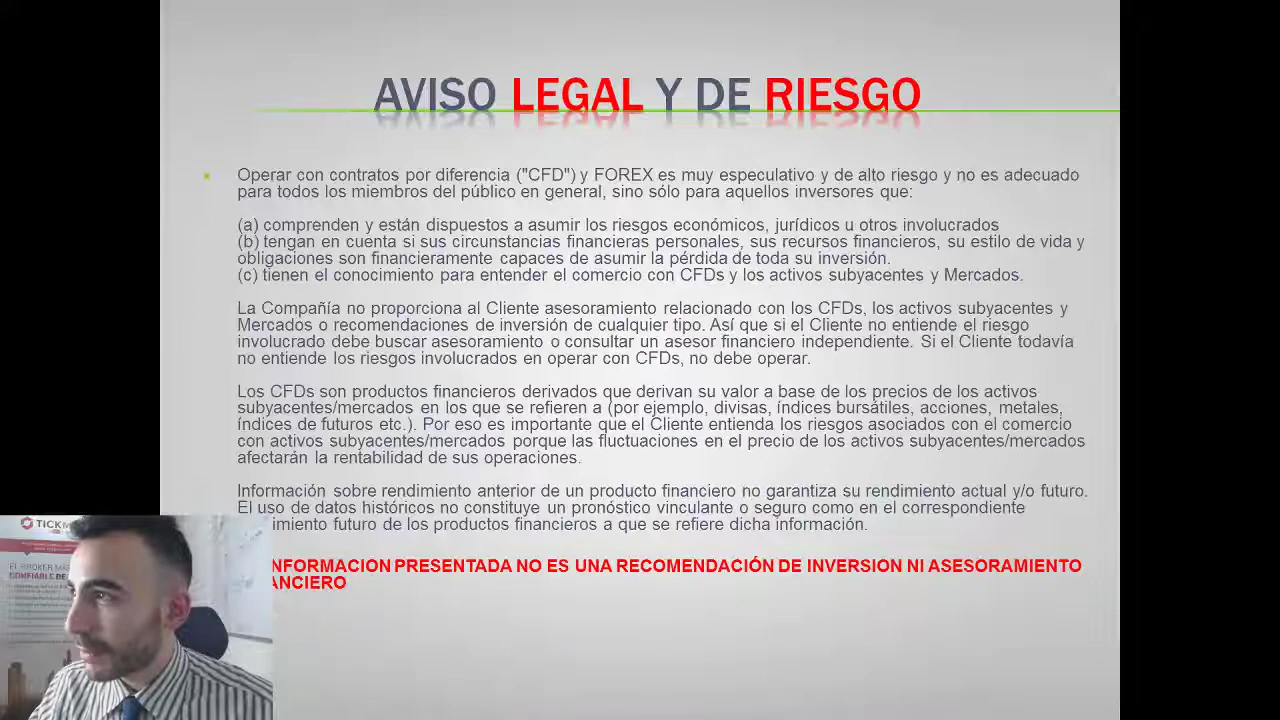 AVISO LEGAL Y DE RIESGO
Operar con contratos por diferencia ("CFD") y FOREX es muy especulativo y de alto riesgo y no es adecuado
para todos los miembros del público en general, sino sólo para aquellos inversores que:
(a) comprenden y están dispuestos a asumir los riesgos económicos, jurídicos u otros involucrados
(b) tengan en cuenta si sus circunstancias financieras personales, sus recursos financieros, su estilo de vida y
obligaciones son financieramente capaces de asumir la pérdida de toda su inversión.
(c) tienen el conocimiento para entender el comercio con CFDs y los activos subyacentes y Mercados.
La Compañía no proporciona al Cliente asesoramiento relacionado con los CFDs, los activos subyacentes y
Mercados o recomendaciones de inversión de cualquier tipo. Así que si el Cliente no entiende el riesgo
involucrado debe buscar asesoramiento o consultar un asesor financiero independiente. Si el Cliente todavía
no entiende los riesgos involucrados en operar con CFDs, no debe operar.
Los CFDs son productos financieros derivados que derivan su valor a base de los precios de los activos
subyacentes/mercados en los que se refieren a (por ejemplo, divisas, índices bursátiles, acciones, metales,
índices de futuros etc.). Por eso es importante que el Cliente entienda los riesgos asociados con el comercio
con activos subyacentes/mercados porque las fluctuaciones en el precio de los activos subyacentes/mercados
afectarán la rentabilidad de sus operaciones.
Información sobre rendimiento anterior de un producto financiero no garantiza su rendimiento actual y/o futuro.
El uso de datos históricos no constituye un pronóstico vinculante o seguro como en el correspondiente
imiento futuro de los productos financieros a que se refiere dicha información.
NFORMACION PRESENTADA NO ES UNA RECOMENDACIÓN DE INVERSION NI ASESORAMIENTO
ANCIERO
TICKM
EL BROKER MÁ
CONFIABLE DE